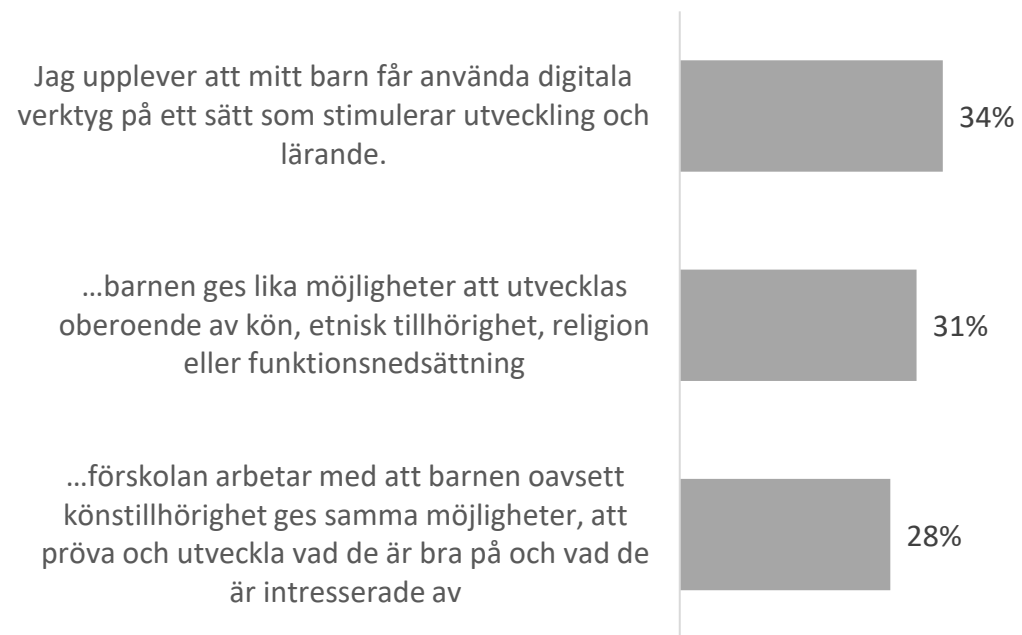 Jag upplever att mitt barn får använda digitala
verktyg på ett sätt som stimulerar utveckling och
lärande.
34%
...barnen ges lika möjligheter att utvecklas
oberoende av kön, etnisk tillhörighet, religion
eller funktionsnedsättning
31%
...förskolan arbetar med att barnen oavsett
könstillhörighet ges samma möjligheter, att
pröva och utveckla vad de är bra på och vad de
är intresserade av
28%